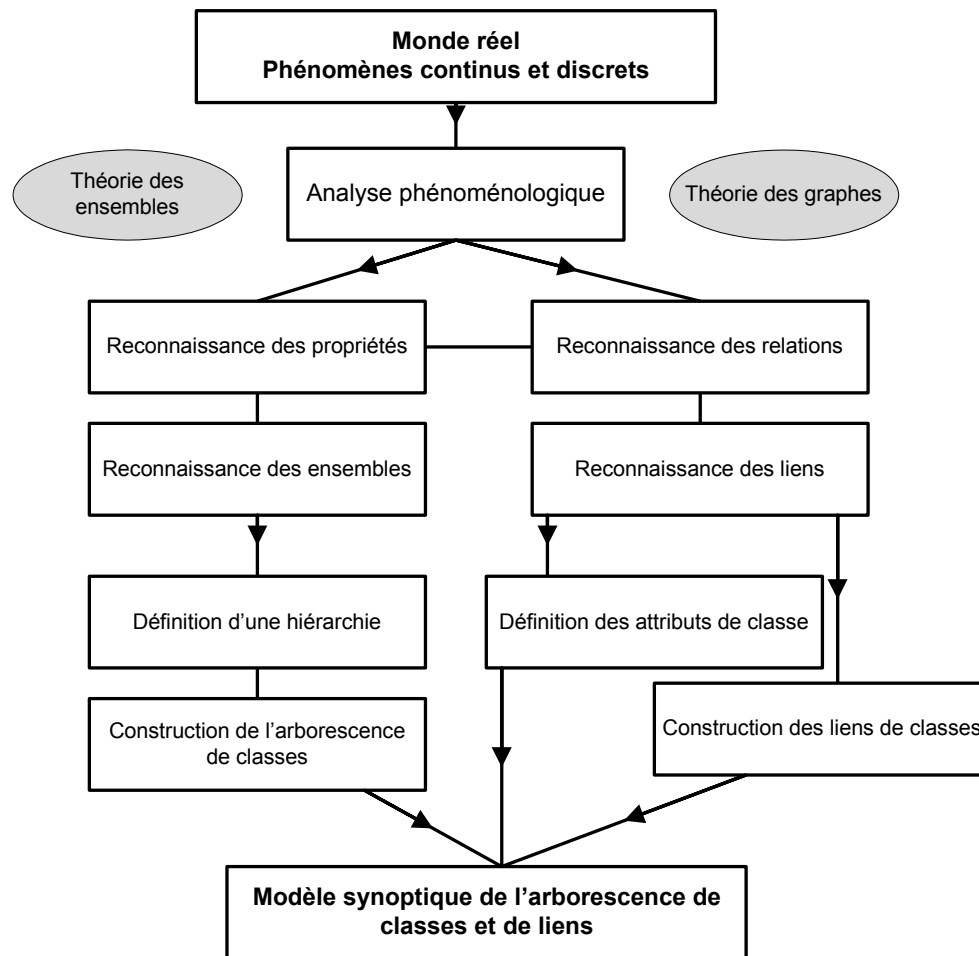 Monde réel
Phénomènes continus et discrets
Théorie des
ensembles
Analyse phénoménologique
Théorie des graphes
Reconnaissance des propriétés
Reconnaissance des relations
Reconnaissance des ensembles
Reconnaissance des liens
Définition d’une hiérarchie
Définition des attributs de classe
Construction de l’arborescence
de classes
Construction des liens de classes
Modèle synoptique de l’arborescence de
classes et de liens